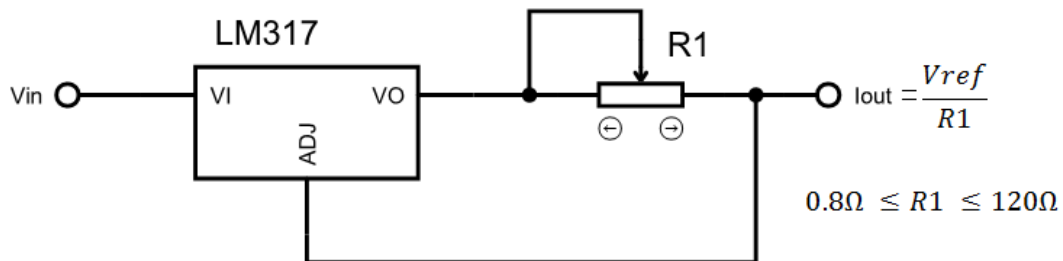 LM317
R1
Vin
VI
VO
ADJ
Iout = Vref / R1
0.8Ω ≤ R1 ≤ 120Ω